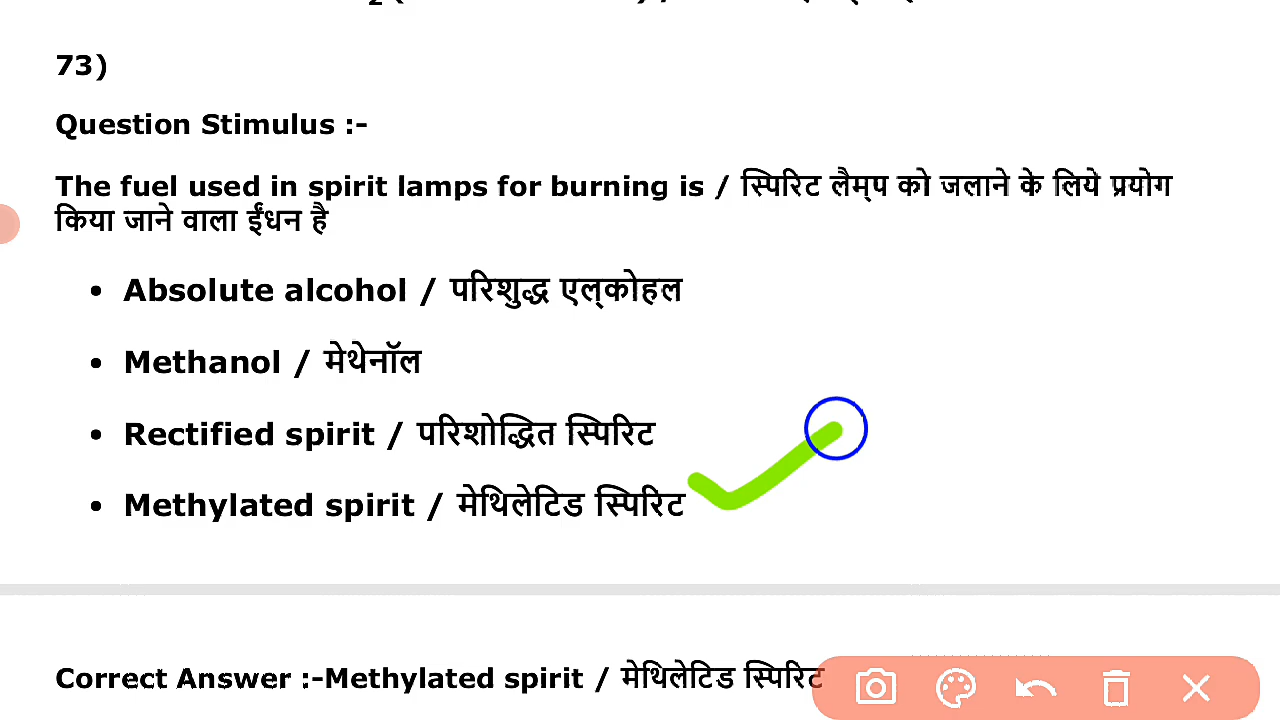 73)
Question Stimulus :-
The fuel used in spirit lamps for burning is / स्पिरिट लैम्प को जलाने के लिये प्रयोग
किया जाने वाला ईंधन है
• Absolute alcohol / परिशुद्ध एल्कोहल
• Methanol / मेथेनॉल
• Rectified spirit / परिशोद्धित स्पिरिट
• Methylated spirit / मेथिलेटिड स्पिरिट
Correct Answer :-Methylated spirit / मेथिलेटिड स्पिरिट